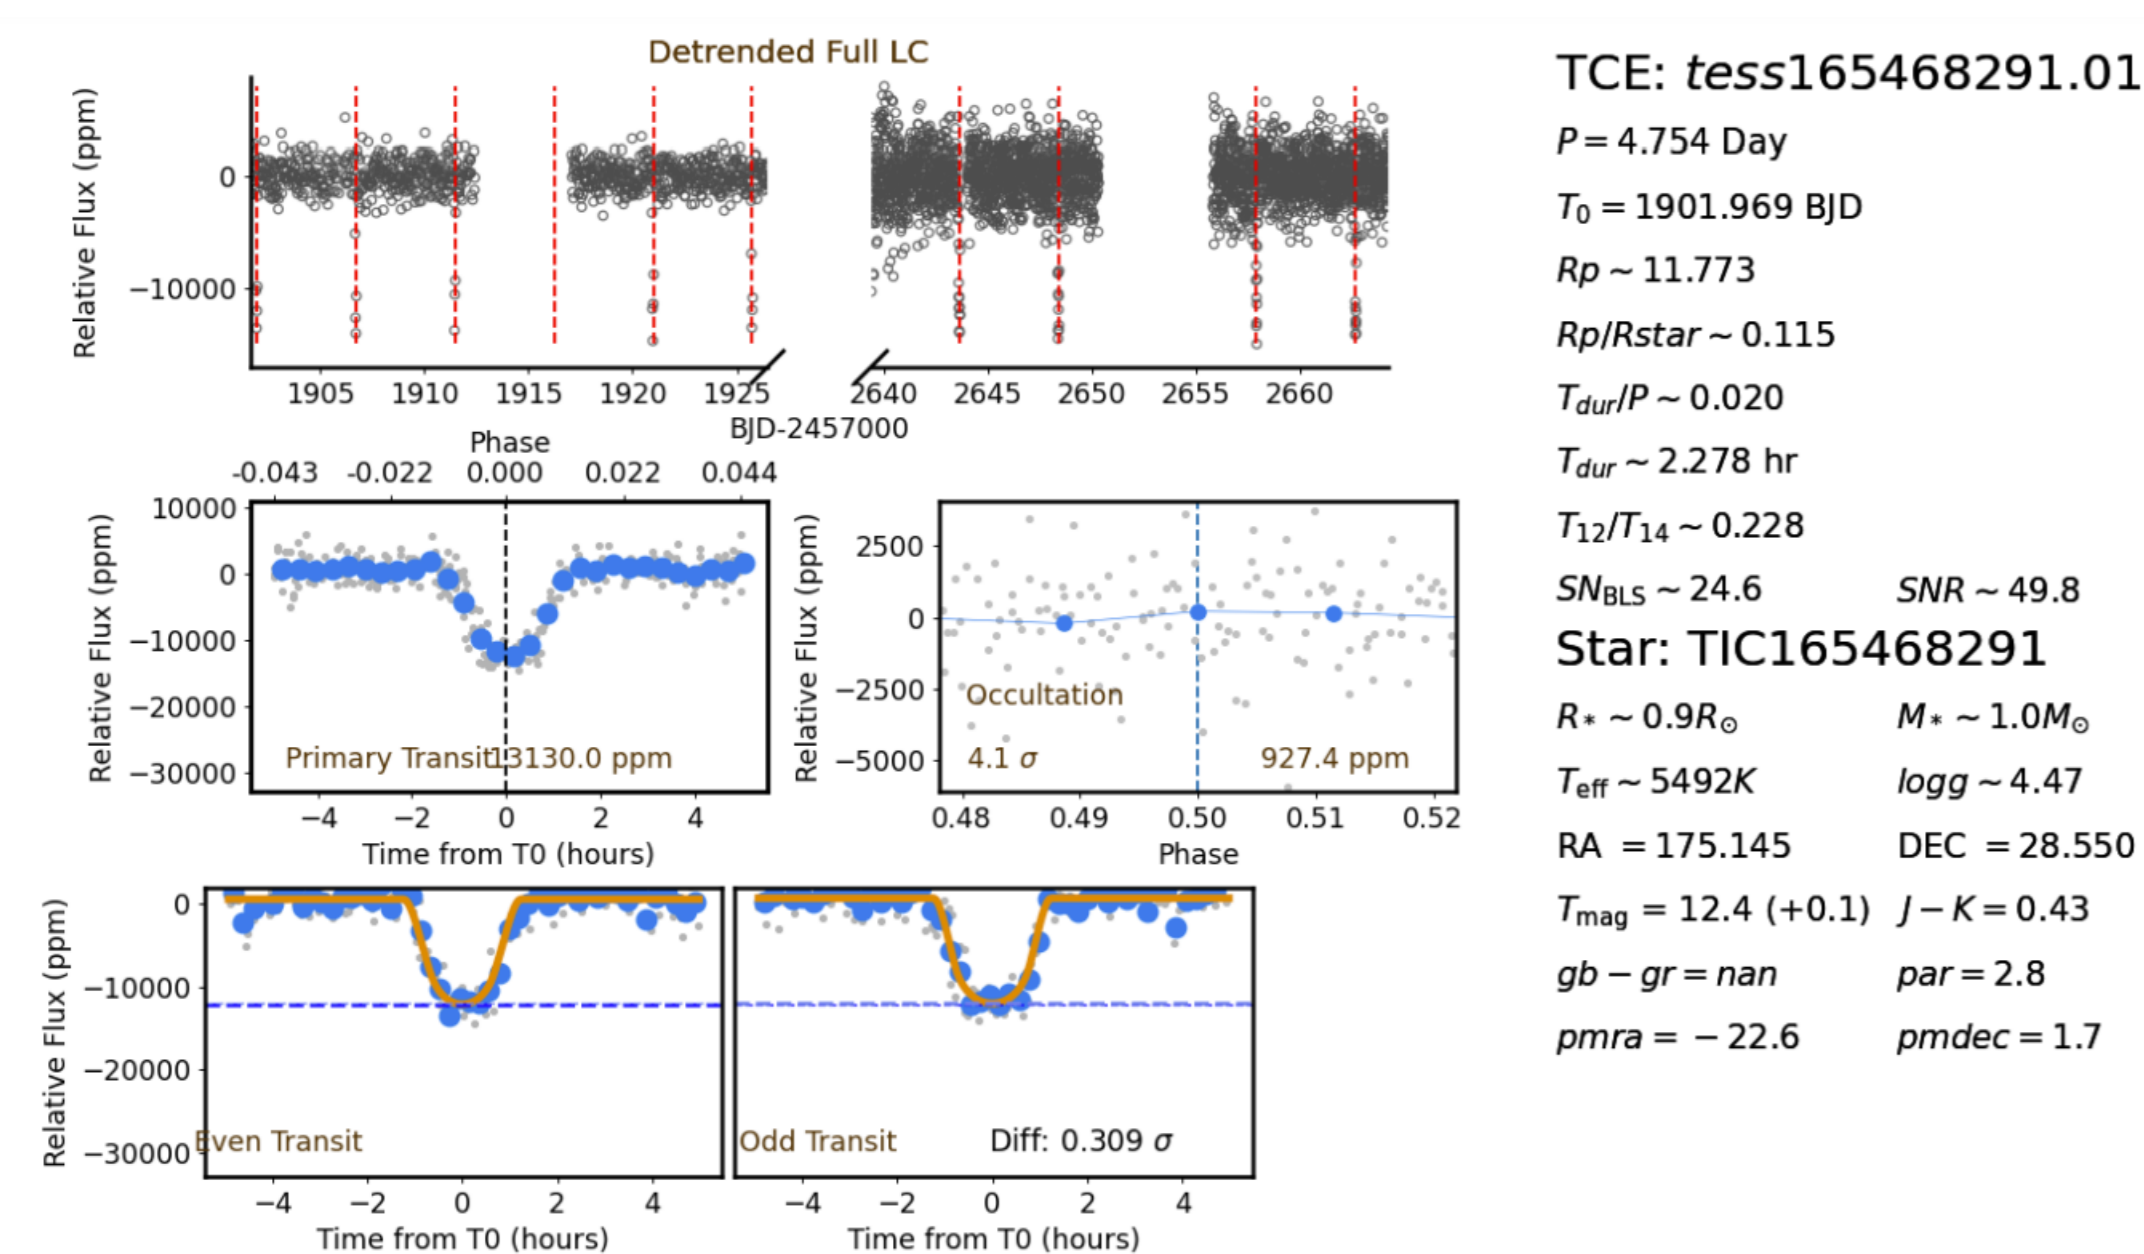 Detrended Full LC
Relative Flux (ppm)
0
−10000
1905 1910 1915 1920 1925 2640 2645 2650 2655 2660
BJD-2457000
Phase
-0.043 -0.022 0.000 0.022 0.044
Relative Flux (ppm)
10000
0
−10000
−20000
−30000
Primary Transit 13130.0 ppm
−4 −2 0 2 4
Time from T0 (hours)
Relative Flux (ppm)
2500
0
−2500
−5000
Occultation
4.1 σ 927.4 ppm
0.48 0.49 0.50 0.51 0.52
Phase
Relative Flux (ppm)
0
−10000
−20000
−30000
Even Transit
−4 −2 0 2 4
Time from T0 (hours)
Odd Transit Diff: 0.309 σ
−4 −2 0 2 4
Time from T0 (hours)
TCE: tess165468291.01
P = 4.754 Day
T0 = 1901.969 BJD
Rp ~ 11.773
Rp/Rstar ~ 0.115
Tdur/P ~ 0.020
Tdur ~ 2.278 hr
T12/T14 ~ 0.228
SNBLS ~ 24.6 SNR ~ 49.8
Star: TIC165468291
R* ~ 0.9R⊙ M* ~ 1.0M⊙
Teff ~ 5492K logg ~ 4.47
RA = 175.145 DEC = 28.550
Tmag = 12.4 (+0.1) J − K = 0.43
gb − gr = nan par = 2.8
pmra = − 22.6 pmdec = 1.7